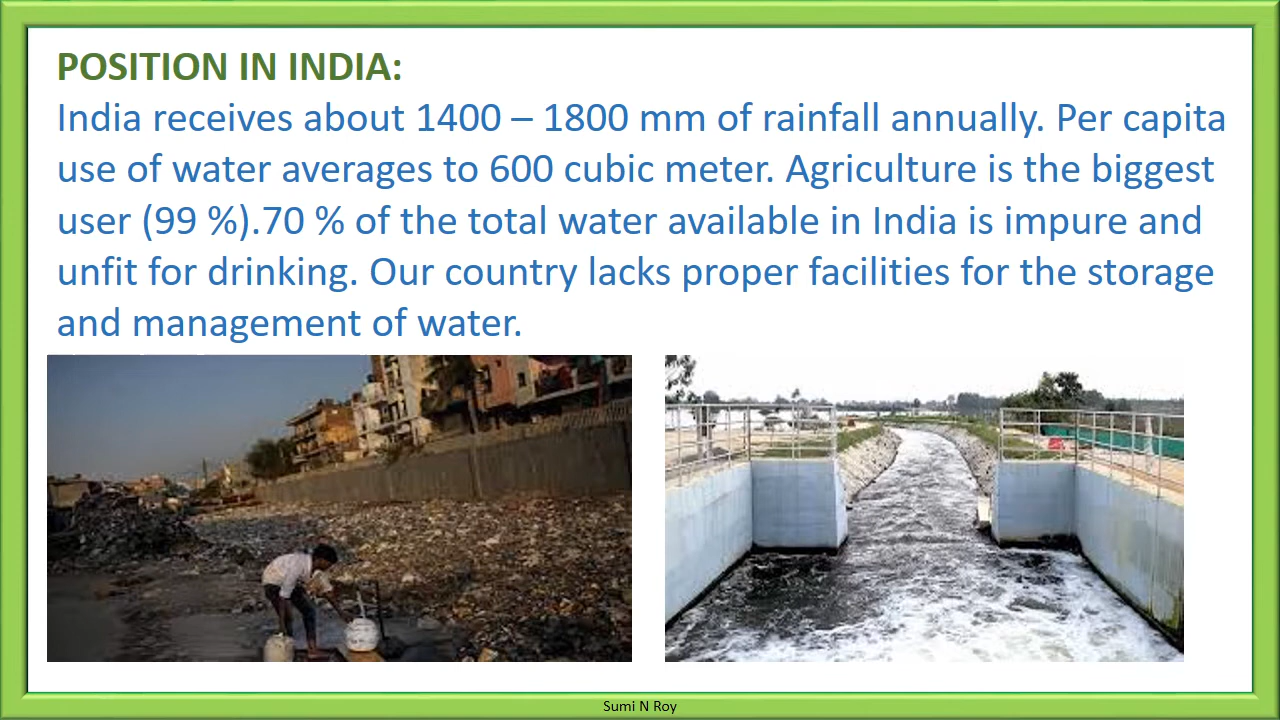 POSITION IN INDIA:
India receives about 1400 – 1800 mm of rainfall annually. Per capita
use of water averages to 600 cubic meter. Agriculture is the biggest
user (99 %).70 % of the total water available in India is impure and
unfit for drinking. Our country lacks proper facilities for the storage
and management of water.
Sumi N Roy